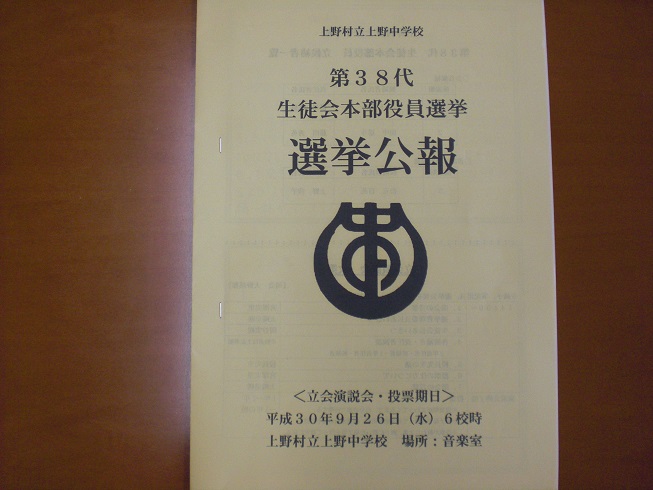 上野村立上野中学校
第３８代
生徒会本部役員選挙
選挙公報
中
＜立会演説会・投票期日＞
平成３０年９月２６日（水）６校時
上野村立上野中学校　場所：音楽室